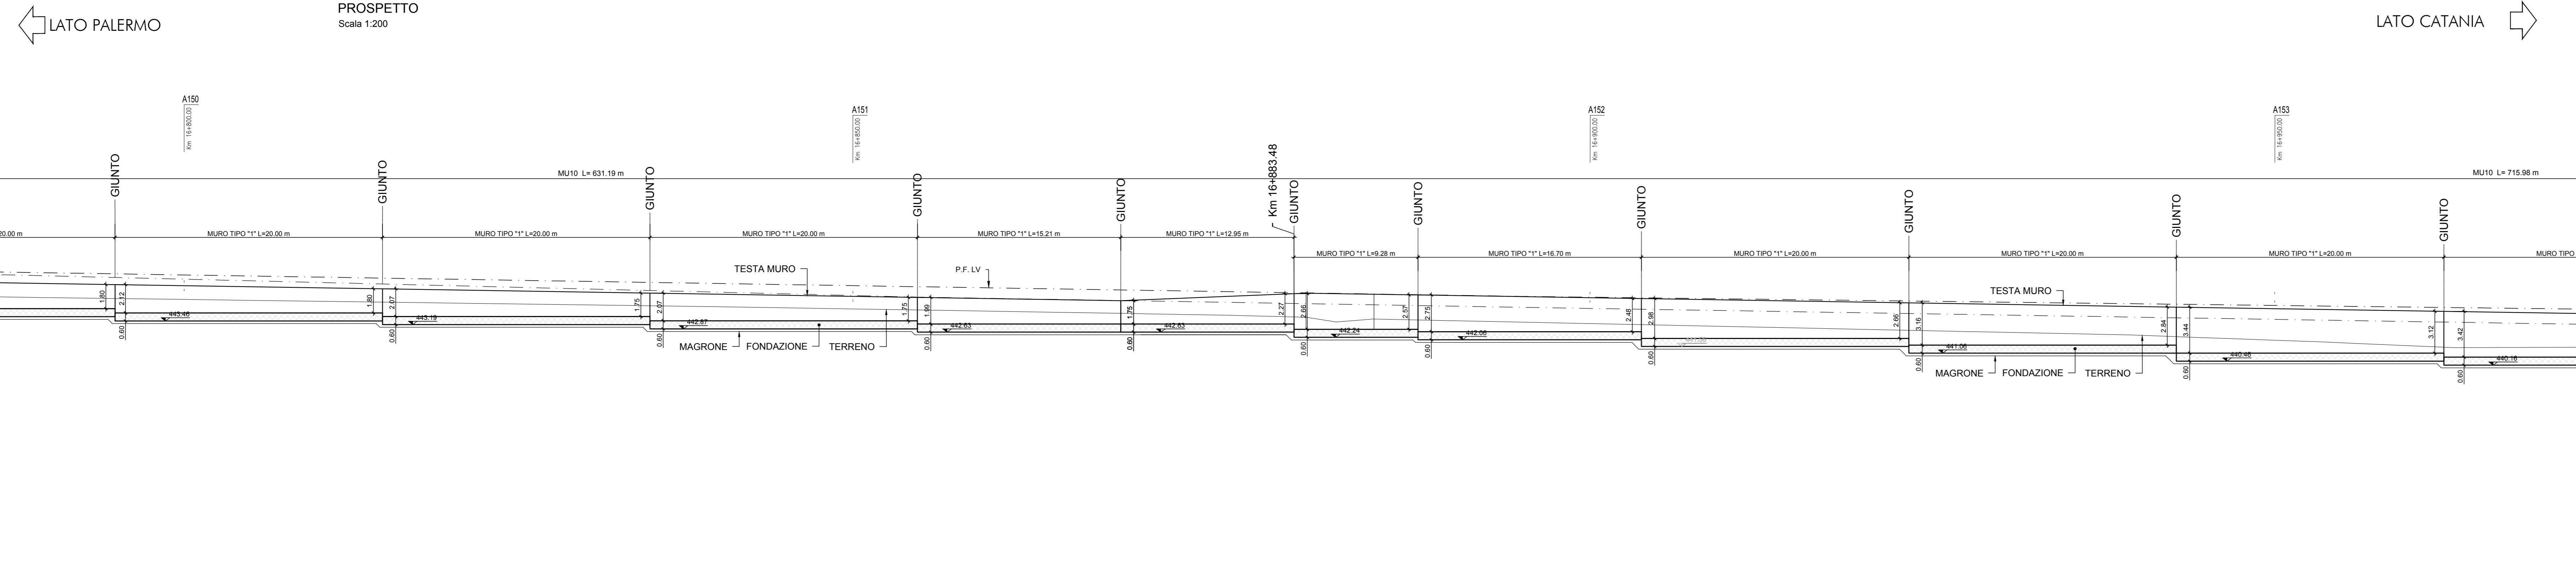 LATO PALERMO
PROSPETTO
Scala 1:200
LATO CATANIA
A150
Km 16+800.00
A151
Km 16+850.00
A152
Km 16+900.00
A153
Km 16+950.00
MU10 L= 631.19 m
Km 16+883.48
MU10 L= 715.98 m
GIUNTO
GIUNTO
GIUNTO
GIUNTO
GIUNTO
GIUNTO
GIUNTO
GIUNTO
GIUNTO
GIUNTO
GIUNTO
20.00 m
MURO TIPO "1" L=20.00 m
MURO TIPO "1" L=20.00 m
MURO TIPO "1" L=20.00 m
MURO TIPO "1" L=15.21 m
MURO TIPO "1" L=12.95 m
MURO TIPO "1" L=9.28 m
MURO TIPO "1" L=16.70 m
MURO TIPO "1" L=20.00 m
MURO TIPO "1" L=20.00 m
MURO TIPO "1" L=20.00 m
MURO TIPO
TESTA MURO
P.F. LV
TESTA MURO
1.80
2.12
1.80
2.07
1.75
2.07
1.75
1.99
1.75
2.27
2.66
2.57
2.75
2.48
2.98
2.66
3.16
2.84
3.44
3.12
3.42
443.46
443.19
442.87
442.63
442.63
442.24
442.06
441.06
440.46
440.16
0.60
0.60
0.60
0.60
0.60
0.60
0.60
0.60
0.60
0.60
0.60
MAGRONE
FONDAZIONE
TERRENO
MAGRONE
FONDAZIONE
TERRENO